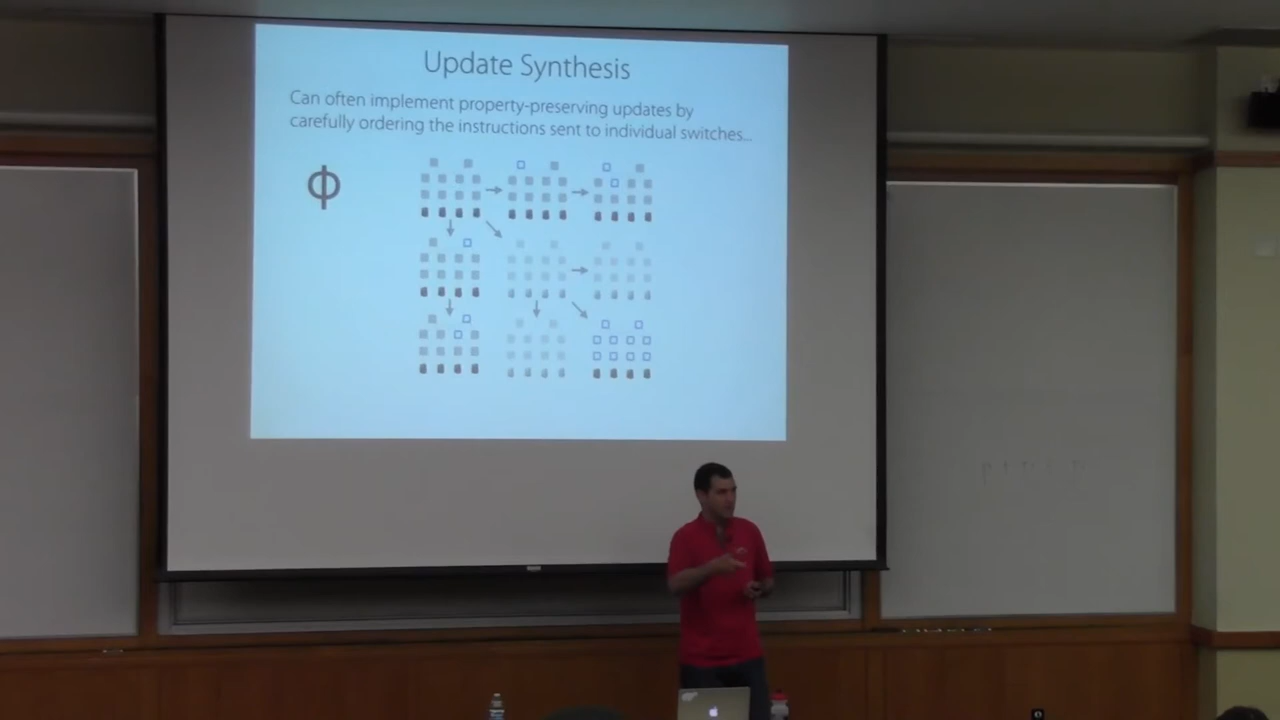 Update Synthesis
Can often implement property-preserving updates by
carefully ordering the instructions sent to individual switches...
ϕ